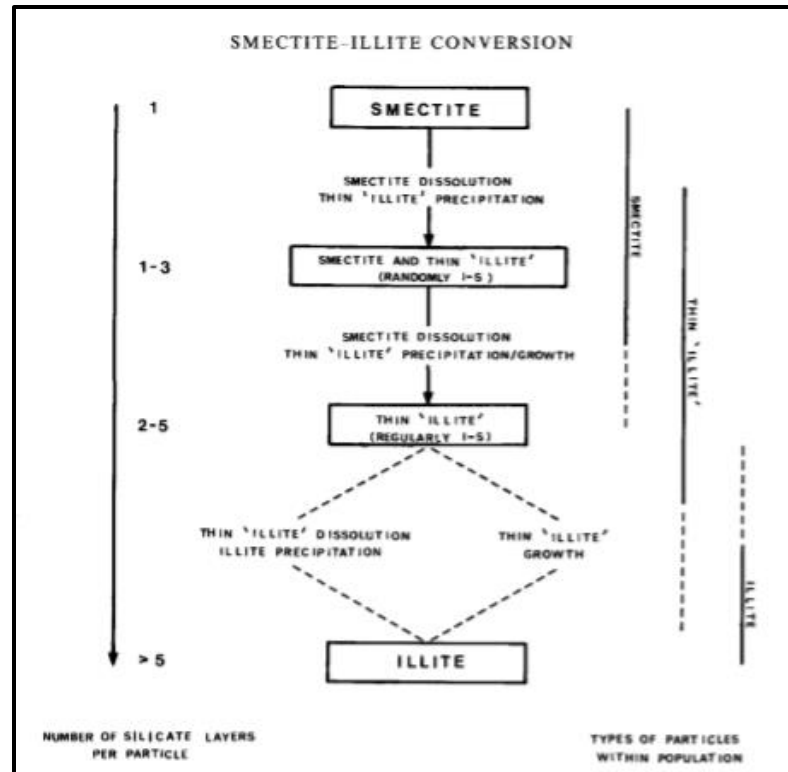 SMECTITE–ILLITE CONVERSION
1
SMECTITE
SMECTITE DISSOLUTION
THIN 'ILLITE' PRECIPITATION
1-3
SMECTITE AND THIN 'ILLITE'
(RANDOMLY I-S)
SMECTITE DISSOLUTION
THIN 'ILLITE' PRECIPITATION/GROWTH
2-5
THIN 'ILLITE'
(REGULARLY I-S)
THIN 'ILLITE' DISSOLUTION
ILLITE PRECIPITATION
THIN 'ILLITE'
GROWTH
> 5
ILLITE
SMECTITE
THIN 'ILLITE'
ILLITE
NUMBER OF SILICATE LAYERS
PER PARTICLE
TYPES OF PARTICLES
WITHIN POPULATION